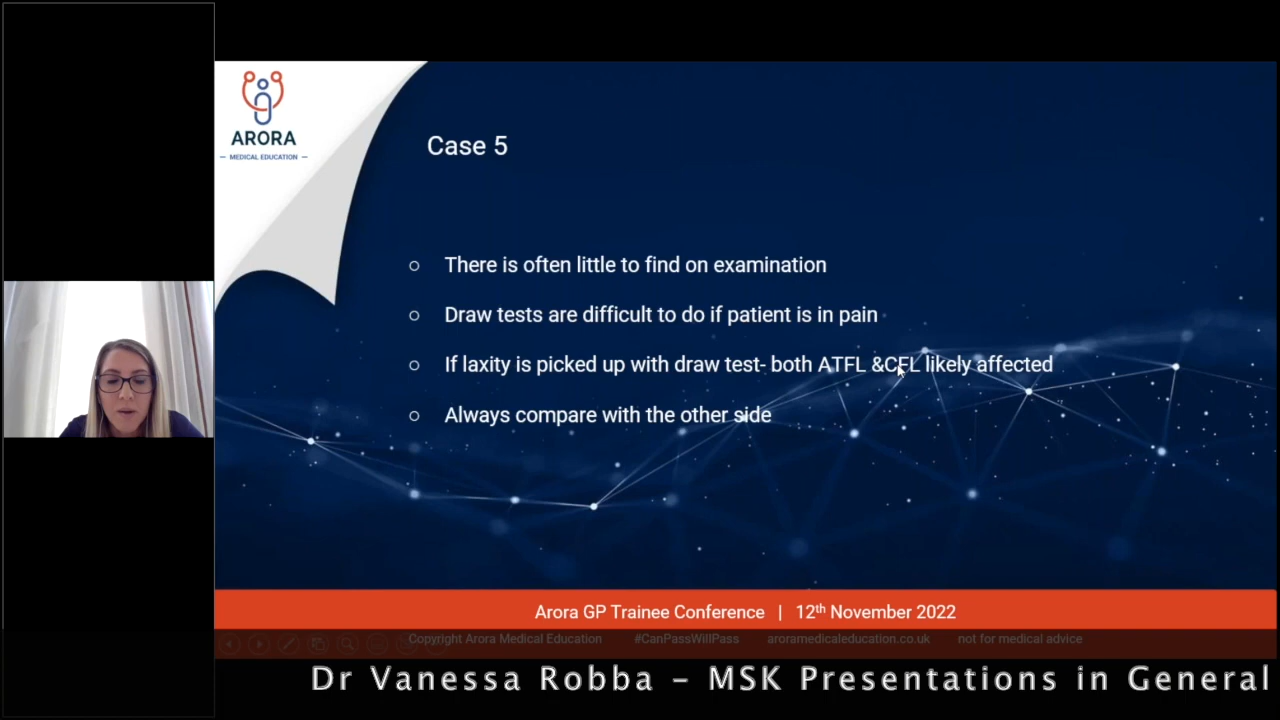 ARORA
MEDICAL EDUCATION
Case 5
There is often little to find on examination
Draw tests are difficult to do if patient is in pain
If laxity is picked up with draw test- both ATFL &CFL likely affected
Always compare with the other side
Arora GP Trainee Conference | 12th November 2022
Copyright Arora Medical Education #CanPassWillPass aroramedicaleducation.co.uk not for medical advice
Dr Vanessa Robba – MSK Presentations in General